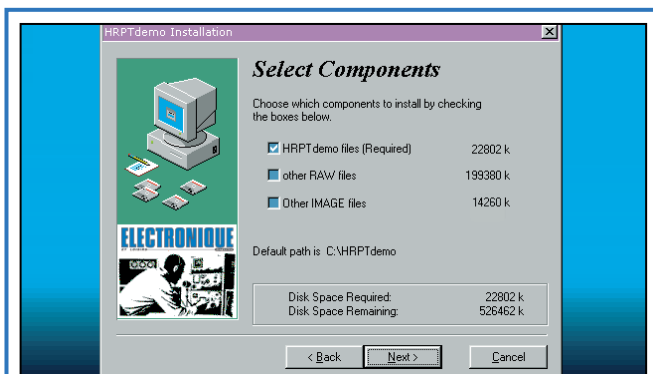 HRPTdemo Installation
Select Components
Choose which components to install by checking
the boxes below.
HRPTdemo files (Required) 22802 k
other RAW files 199380 k
Other IMAGE files 14260 k
ELECTRONIQUE
Default path is C:\HRPTdemo
Disk Space Required: 22802 k
Disk Space Remaining: 526462 k
< Back Next > Cancel